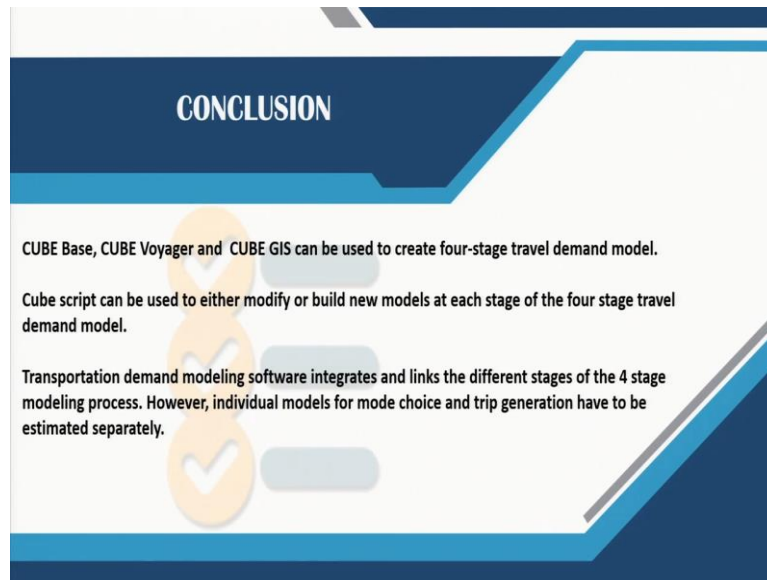 CONCLUSION
CUBE Base, CUBE Voyager and CUBE GIS can be used to create four-stage travel demand model.
Cube script can be used to either modify or build new models at each stage of the four stage travel
demand model.
Transportation demand modeling software integrates and links the different stages of the 4 stage
modeling process. However, individual models for mode choice and trip generation have to be
estimated separately.